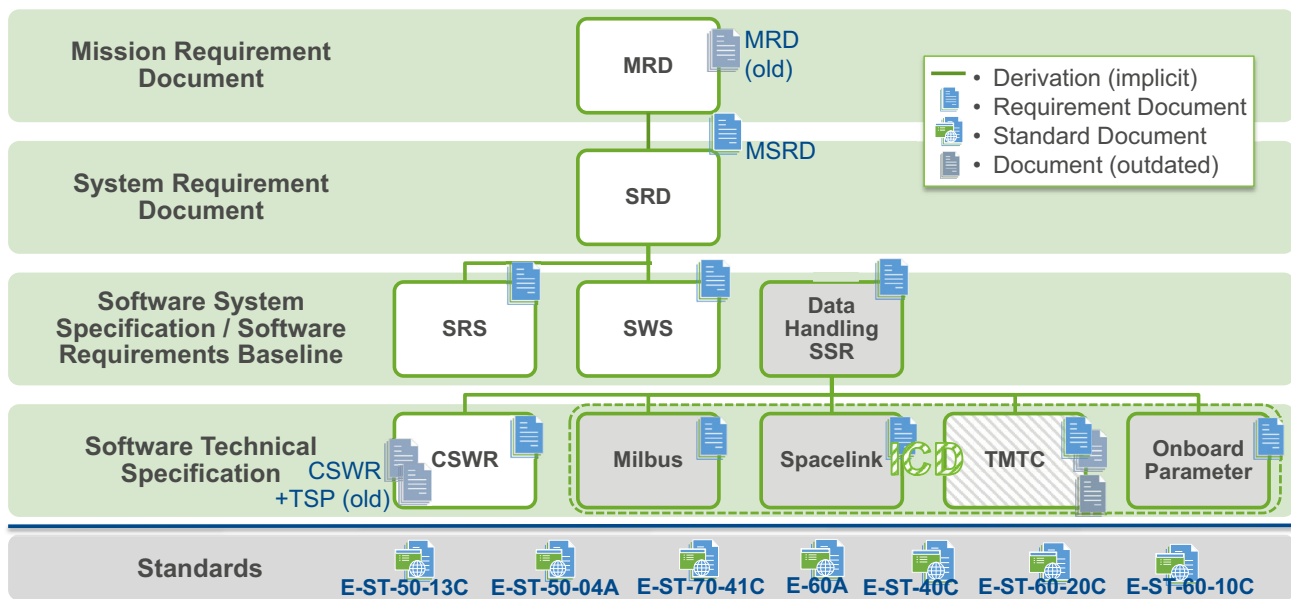 Mission Requirement
Document
MRD
MRD
(old)
• Derivation (implicit)
• Requirement Document
• Standard Document
• Document (outdated)
MSRD
System Requirement
Document
SRD
Software System
Specification / Software
Requirements Baseline
SRS
SWS
Data
Handling
SSR
Software Technical
Specification
CSWR
+TSP (old)
CSWR
Milbus
Spacelink
ICD
TMTC
Onboard
Parameter
Standards
E-ST-50-13C
E-ST-50-04A
E-ST-70-41C
E-60A
E-ST-40C
E-ST-60-20C
E-ST-60-10C